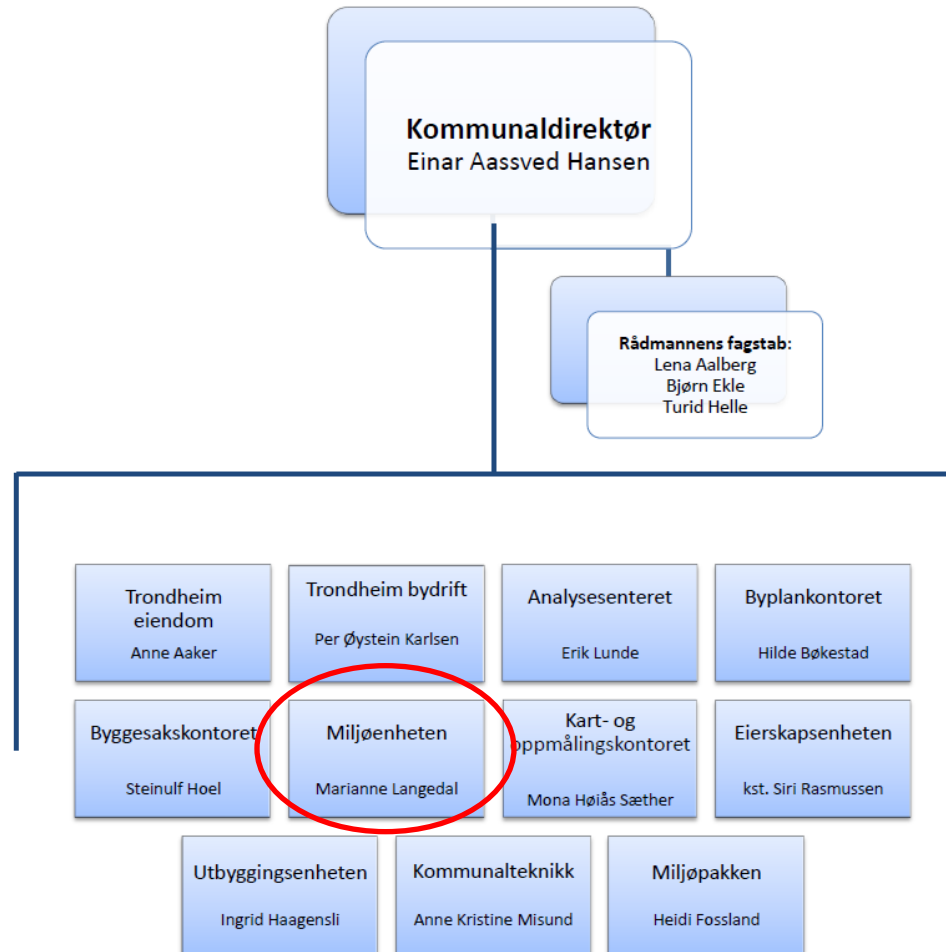 Kommunaldirektør
Einar Aassved Hansen
Rådmannens fagstab:
Lena Aalberg
Bjørn Ekle
Turid Helle
Trondheim
eiendom
Anne Aaker
Trondheim bydrift
Per Øystein Karlsen
Analysesenteret
Erik Lunde
Byplankontoret
Hilde Bøkestad
Byggesakskontoret
Steinulf Hoel
Miljøenheten
Marianne Langedal
Kart- og
oppmålingskontoret
Mona Høiås Sæther
Eierskapsenheten
kst. Siri Rasmussen
Utbyggingsenheten
Ingrid Haagensli
Kommunalteknikk
Anne Kristine Misund
Miljøpakken
Heidi Fossland